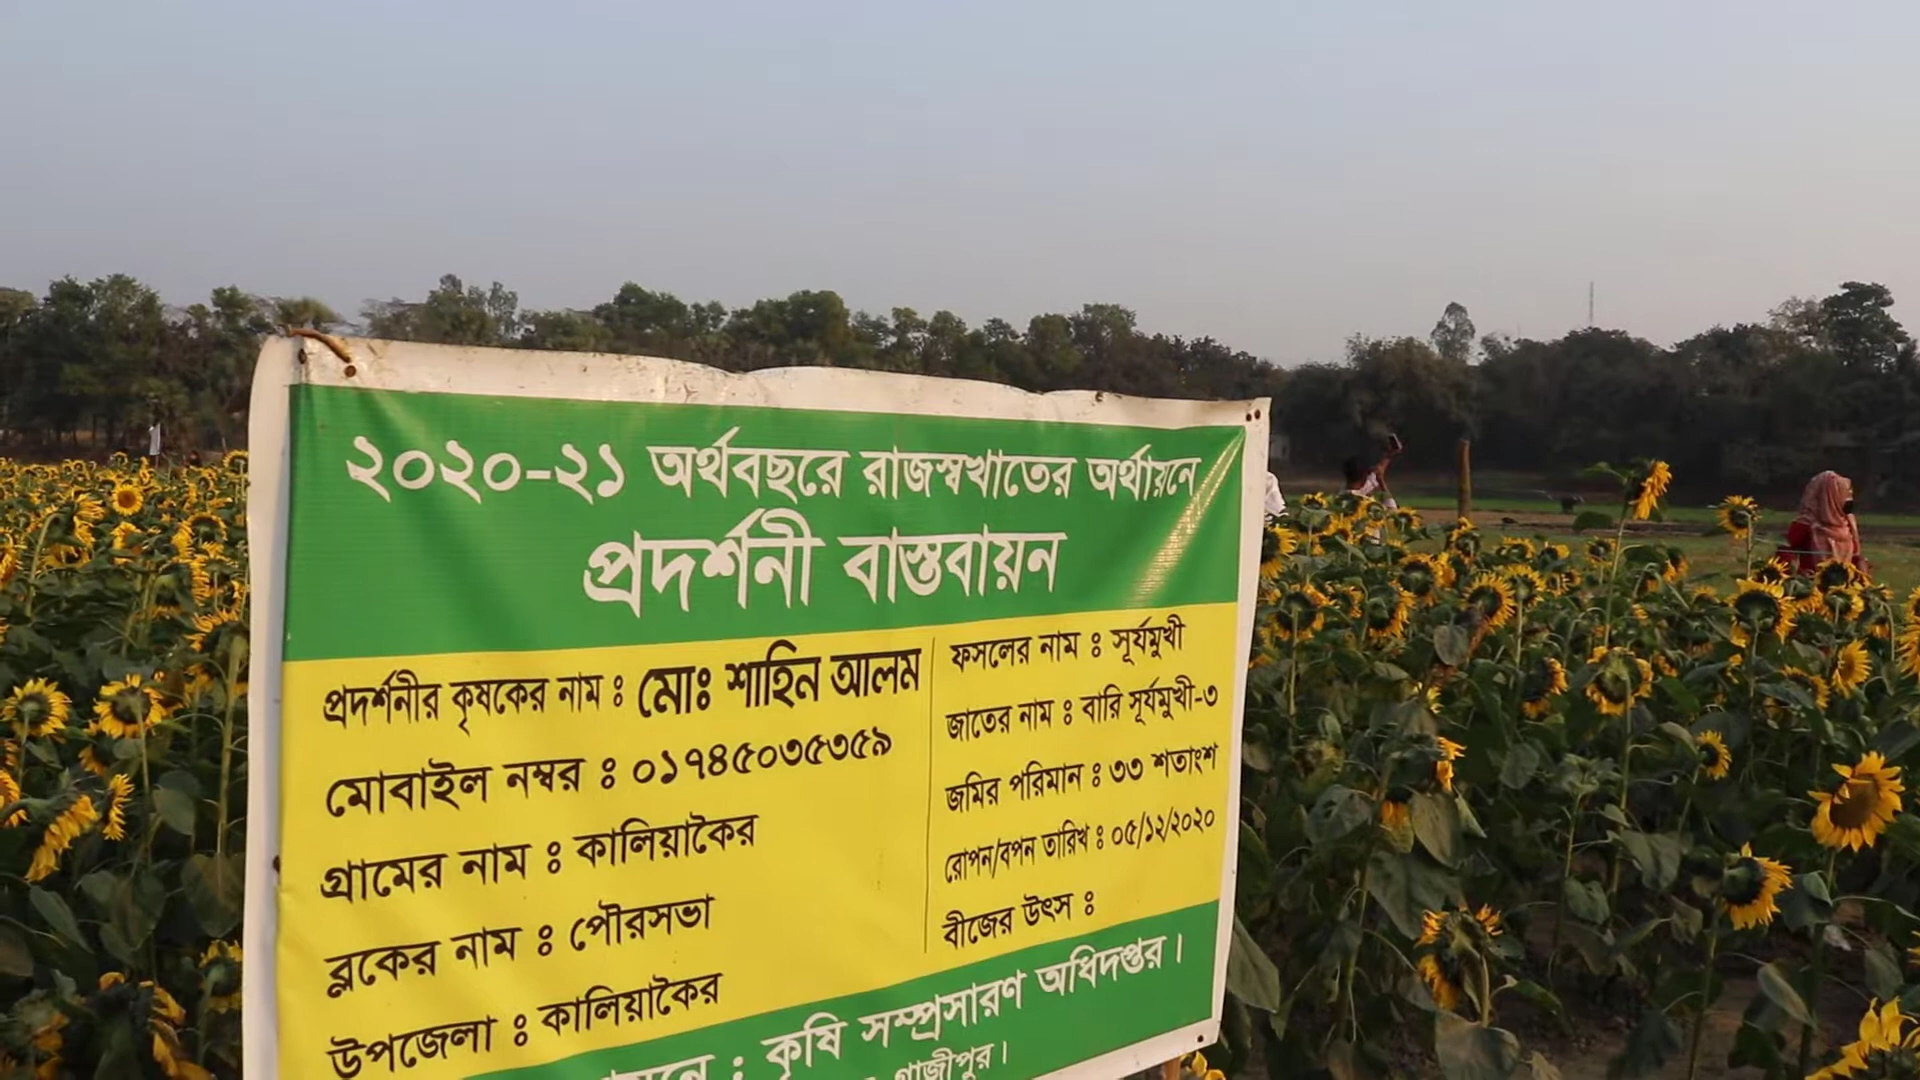 ২০২০-২১ অর্থবছরে রাজস্বখাতের অর্থায়নে
প্রদর্শনী বাস্তবায়ন
প্রদর্শনীর কৃষকের নাম ঃ মোঃ শাহিন আলম
মোবাইল নম্বর ঃ ০১৭৪৫০৩৫৩৫৯
গ্রামের নাম ঃ কালিয়াকৈর
ব্লকের নাম ঃ পৌরসভা
উপজেলা ঃ কালিয়াকৈর
ফসলের নাম ঃ সূর্যমুখী
জাতের নাম ঃ বারি সূর্যমুখী-৩
জমির পরিমান ঃ ৩৩ শতাংশ
রোপন/বপন তারিখ ঃ ০৫/১২/২০২০
বীজের উৎস ঃ
: কৃষি সম্প্রসারণ অধিদপ্তর।
গাজীপুর।